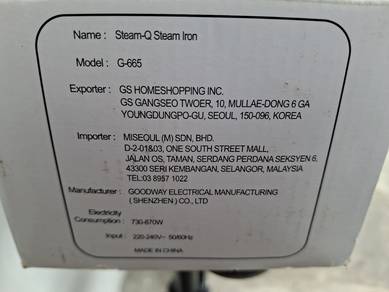 Name : Steam-Q Steam Iron
Model : G-665
Exporter : GS HOMESHOPPING INC.
GS GANGSEO TWOER, 10, MULLAE-DONG 6 GA
YOUNGDUNGPO-GU, SEOUL, 150-096, KOREA
Importer : MISEOUL (M) SDN, BHD.
D-2-01&03, ONE SOUTH STREET MALL,
JALAN OS, TAMAN, SERDANG PERDANA SEKSYEN 6,
43300 SERI KEMBANGAN, SELANGOR, MALAYSIA
TEL:03 8957 1022
Manufacturer : GOODWAY ELECTRICAL MANUFACTURING
( SHENZHEN ) CO., LTD
Electricity
Consumption : 730-870W
Input : 220-240V~ 50/60Hz
MADE IN CHINA